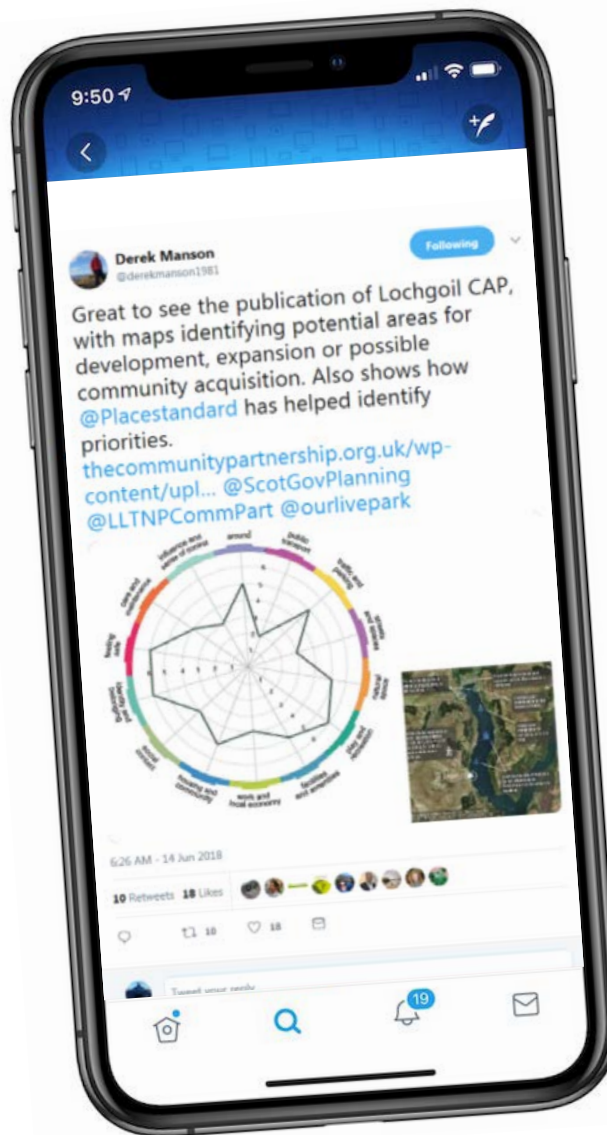 9:50
Derek Manson
@derekmanson1981
Following
Great to see the publication of Lochgoil CAP,
with maps identifying potential areas for
development, expansion or possible
community acquisition. Also shows how
@Placestandard has helped identify
priorities.
thecommunitypartnership.org.uk/wp-
content/upl... @ScotGovPlanning
@LLTNPCommPart @ourlivepark
around
public
transport
traffic and
parking
streets
and spaces
natural
space
play and
recreation
facilities
and amenities
work and
local economy
housing and
community
social
contact
identity and
belonging
feeling
safe
care and
maintenance
influence and
sense of control
6:26 AM - 14 Jun 2018
10 Retweets 18 Likes
10
18
Tweet your reply
19